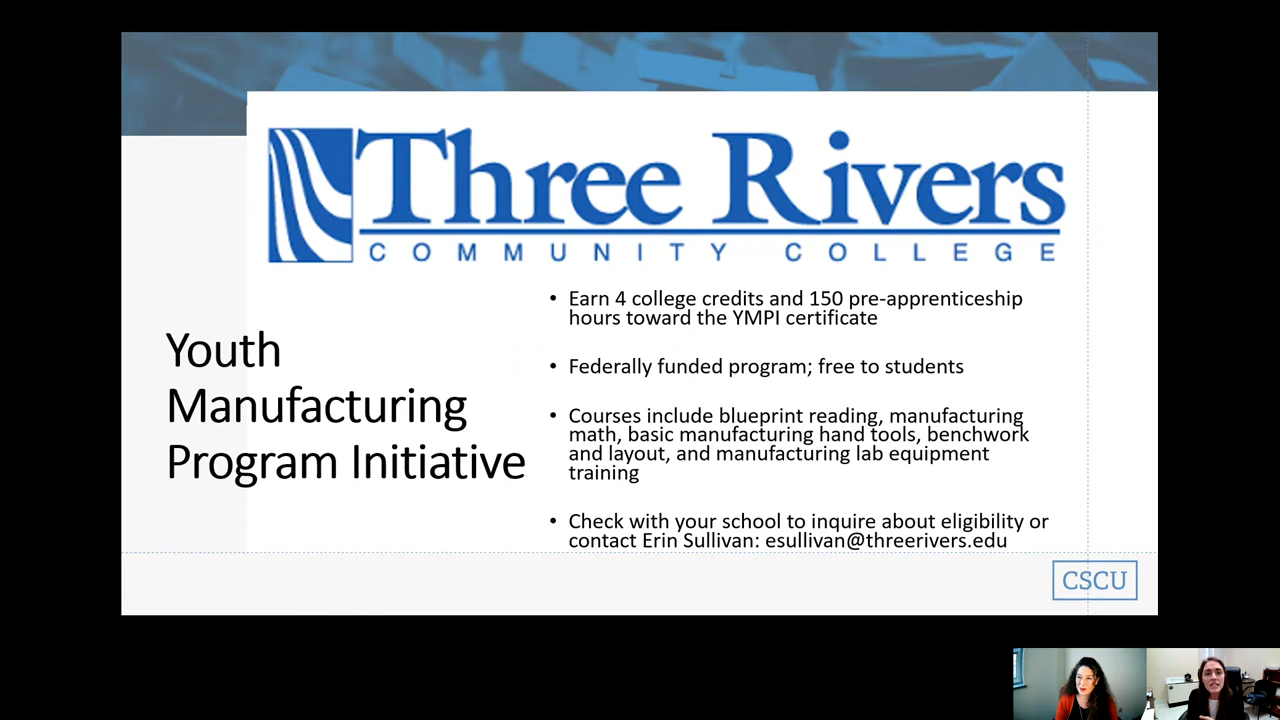 Three Rivers
COMMUNITY COLLEGE
Youth
Manufacturing
Program Initiative
• Earn 4 college credits and 150 pre-apprenticeship
hours toward the YMPI certificate
• Federally funded program; free to students
• Courses include blueprint reading, manufacturing
math, basic manufacturing hand tools, benchwork
and layout, and manufacturing lab equipment
training
• Check with your school to inquire about eligibility or
contact Erin Sullivan: esullivan@threerivers.edu
CSCU